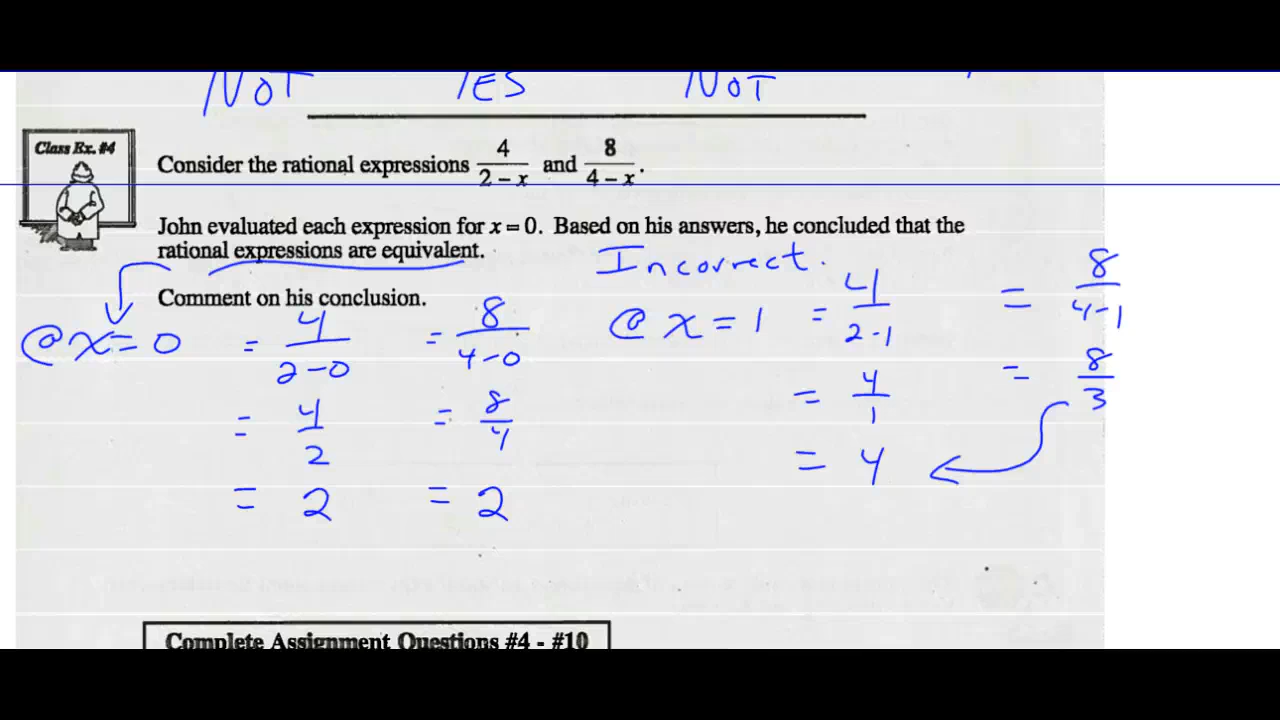 NOT YES NOT
Class Ex. #4
Consider the rational expressions 4/(2 – x) and 8/(4 – x).
John evaluated each expression for x = 0. Based on his answers, he concluded that the
rational expressions are equivalent.
Incorrect.
Comment on his conclusion.
@ x = 0 = 4/(2-0) = 8/(4-0)
= 4/2 = 8/4
= 2 = 2
@ x = 1 = 4/(2-1) = 8/(4-1)
= 4/1 = 8/3
= 4
Complete Assignment Questions #4 - #10